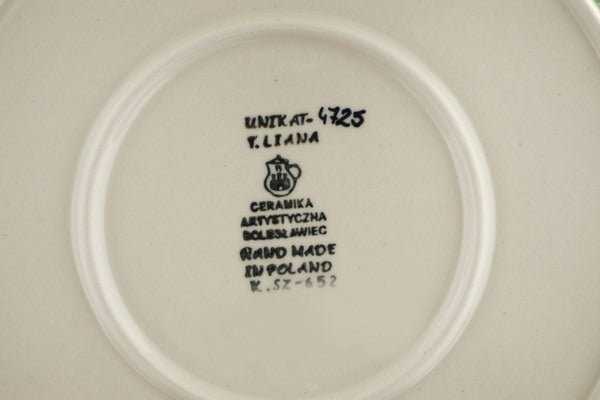 UNIKAT-4725
T. LIANA
CERAMIKA
ARTYSTYCZNA
BOLESŁAWIEC
HAND MADE
IN POLAND
K.SZ-652